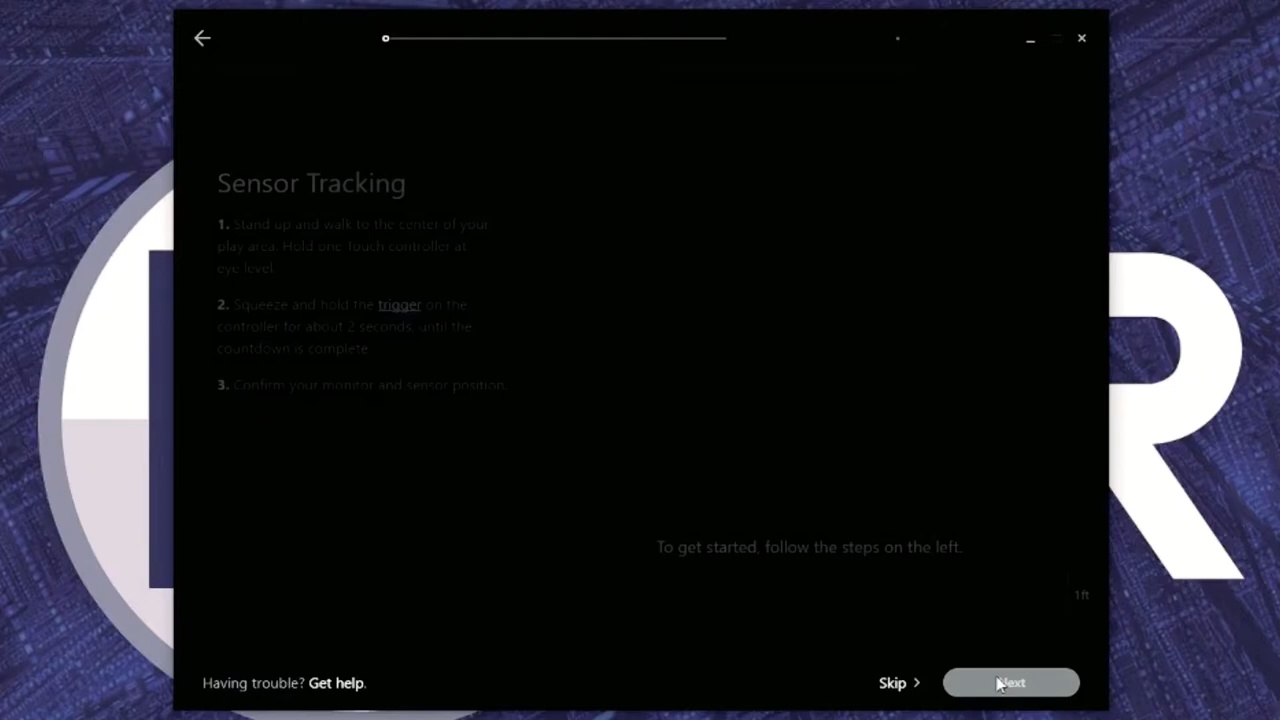 Sensor Tracking
1. Stand up and walk to the center of your
play area. Hold one Touch controller at
eye level.
2. Squeeze and hold the trigger on the
controller for about 2 seconds, until the
countdown is complete.
3. Confirm your monitor and sensor position.
To get started, follow the steps on the left.
1ft
Having trouble? Get help.
Skip
Next
R